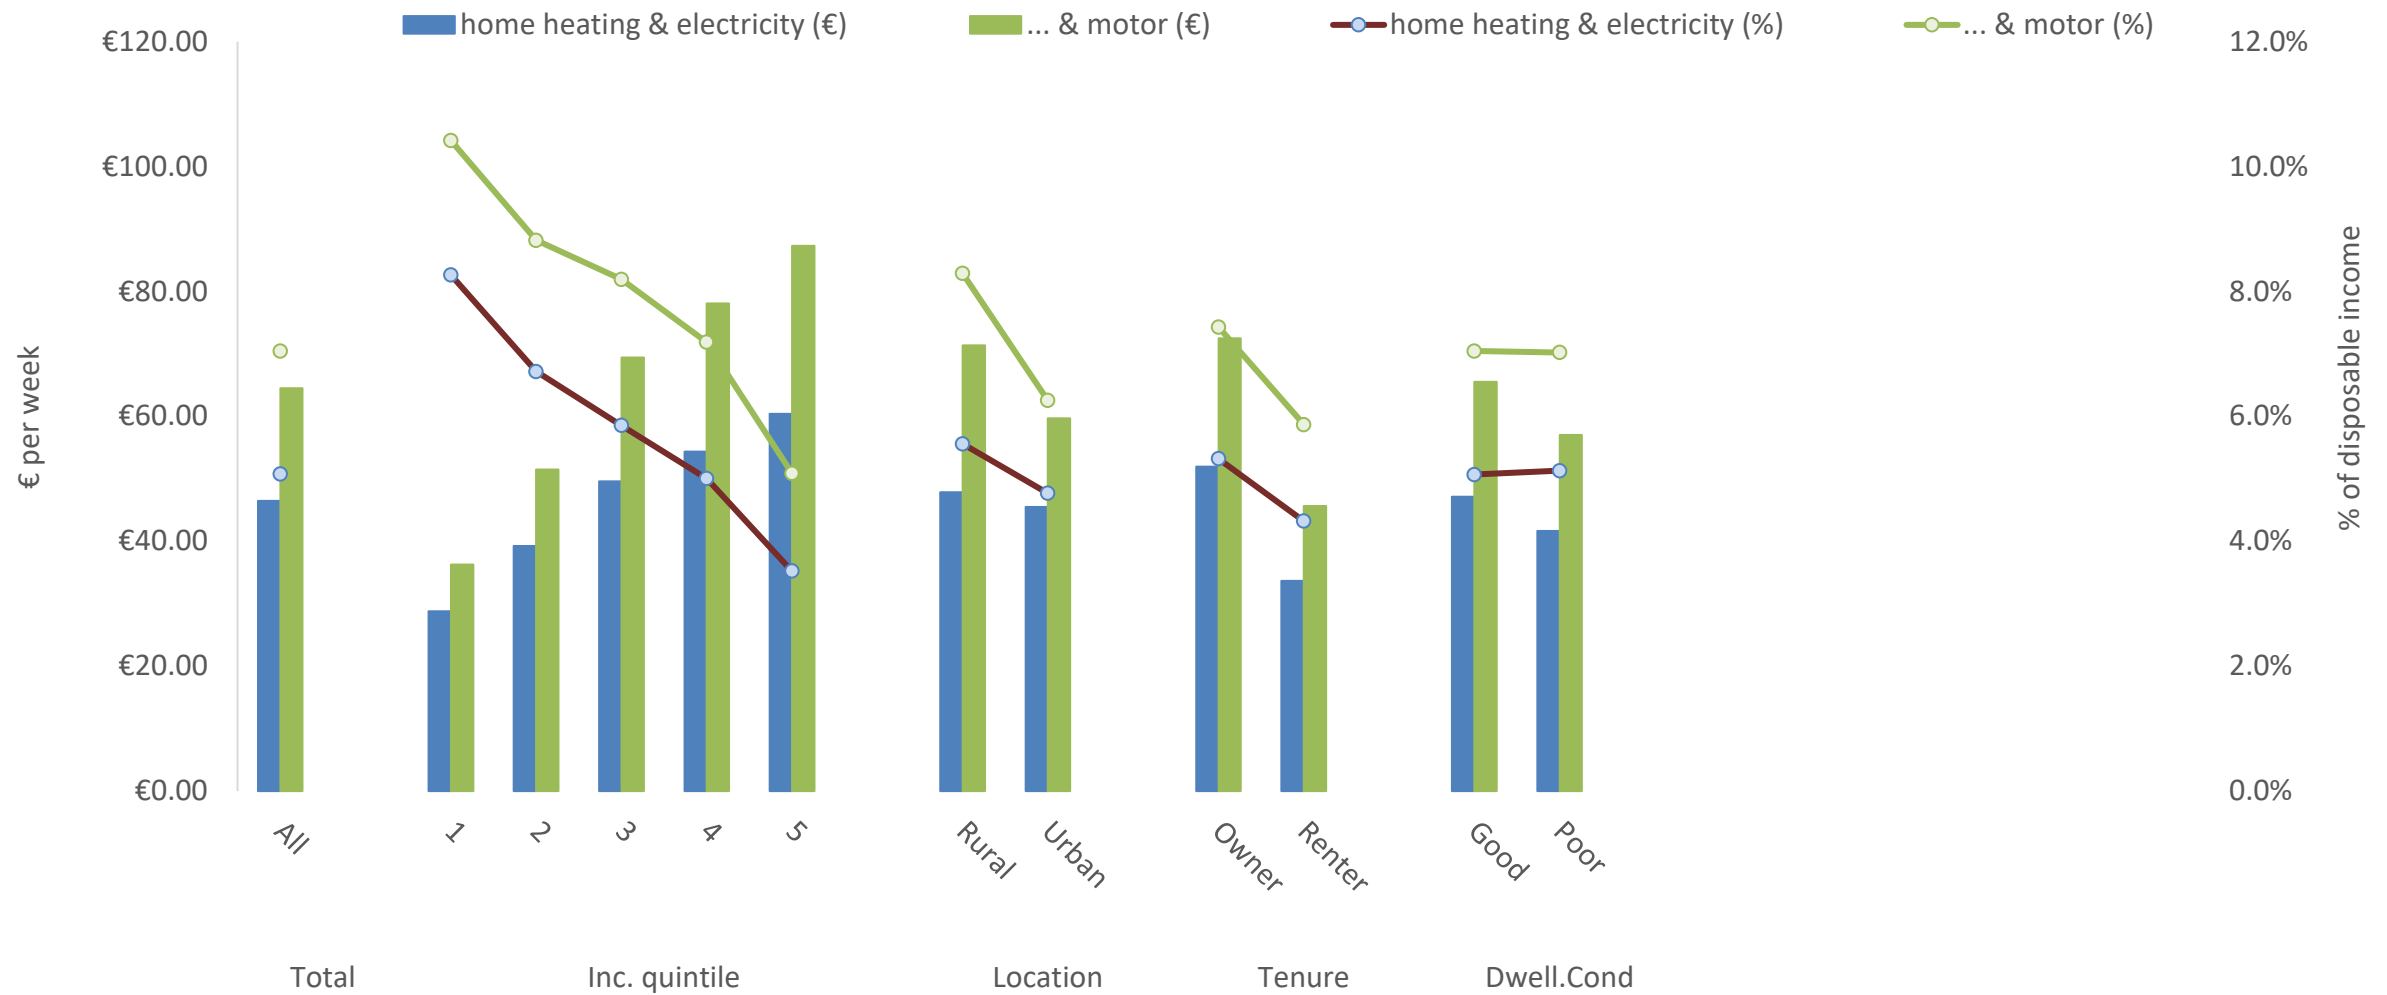 home heating & electricity (€) ... & motor (€) home heating & electricity (%) ... & motor (%)
€120.00
€100.00
€80.00
€60.00
€40.00
€20.00
€0.00
€ per week
12.0%
10.0%
8.0%
6.0%
4.0%
2.0%
0.0%
% of disposable income
All 1 2 3 4 5 Rural Urban Owner Renter Good Poor
Total Inc. quintile Location Tenure Dwell.Cond